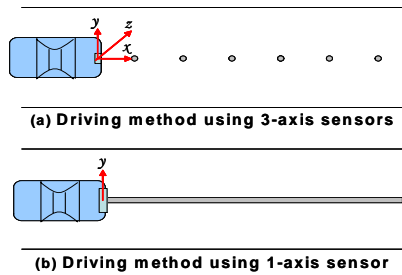 y
z
x
(a) Driving method using 3-axis sensors
y
(b) Driving method using 1-axis sensor